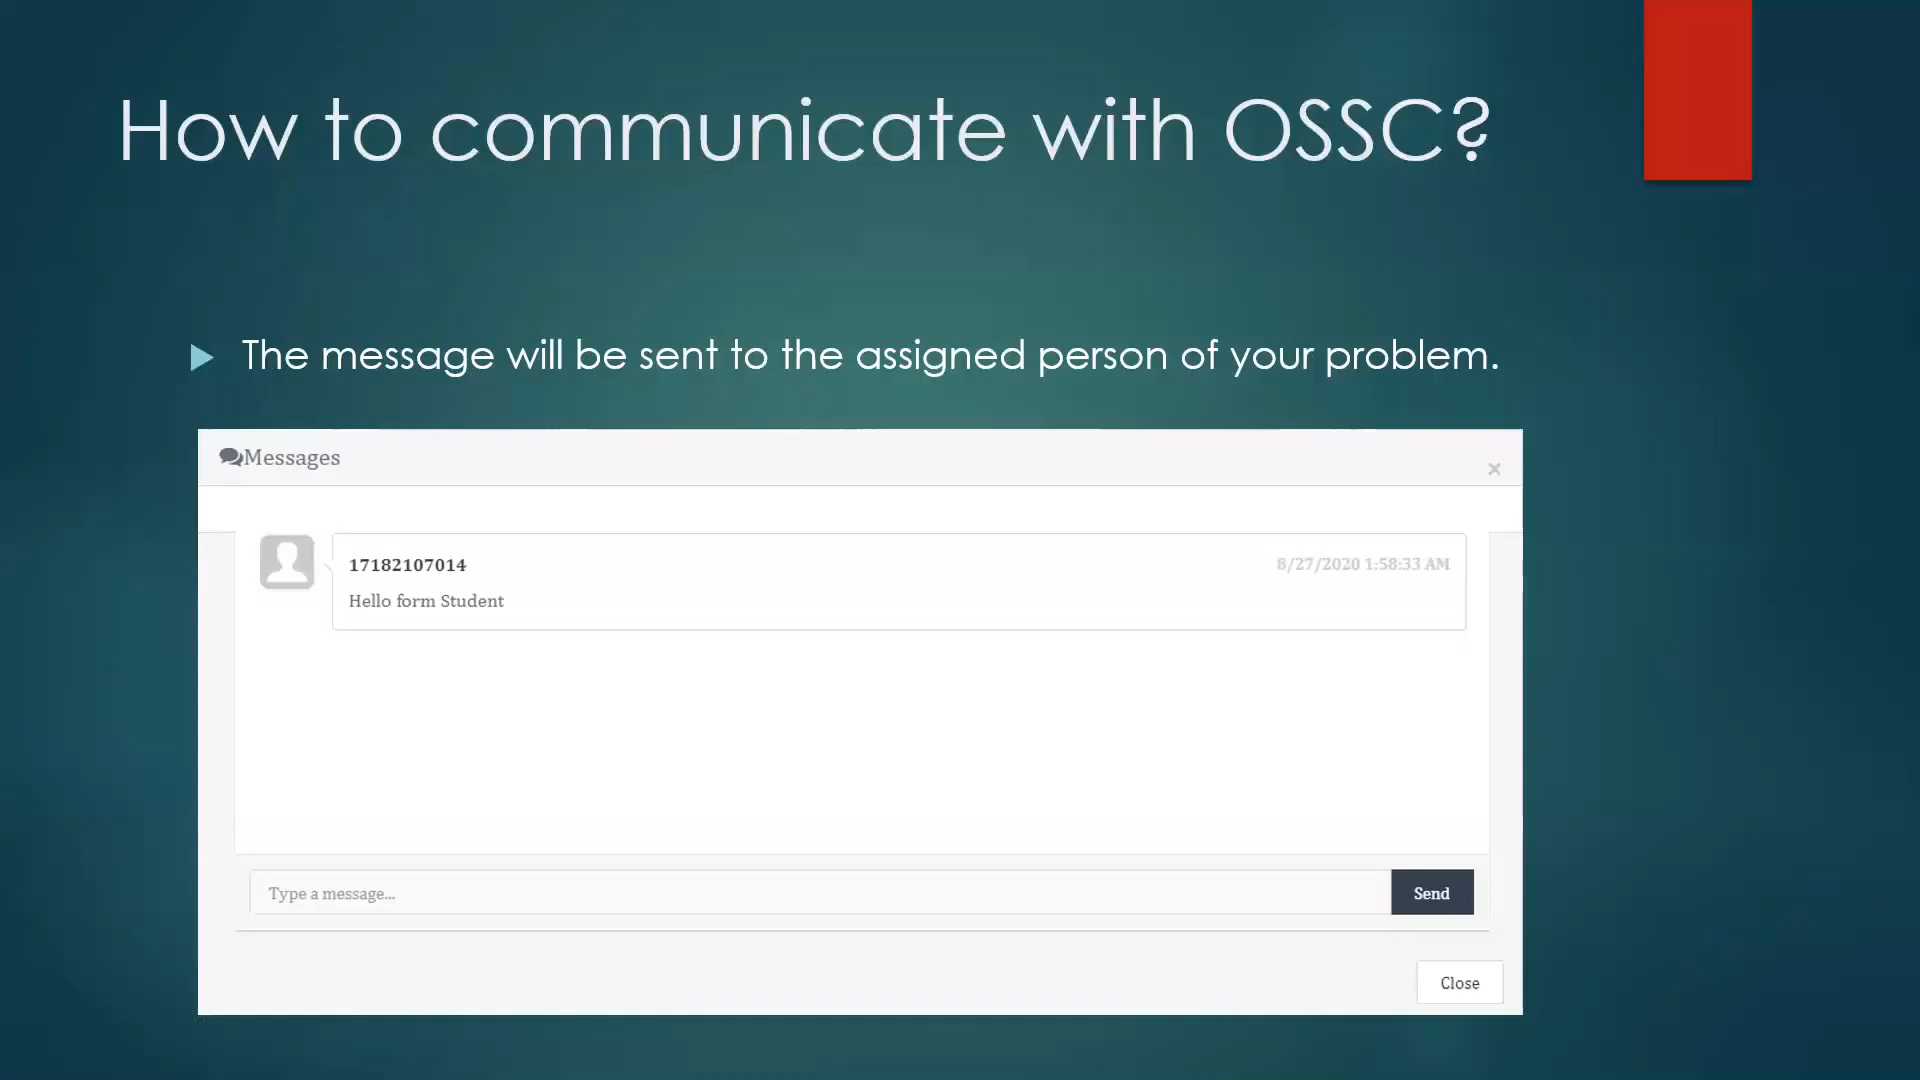 How to communicate with OSSC?
The message will be sent to the assigned person of your problem.
Messages
×
17182107014 8/27/2020 1:58:33 AM
Hello form Student
Type a message...
Send
Close